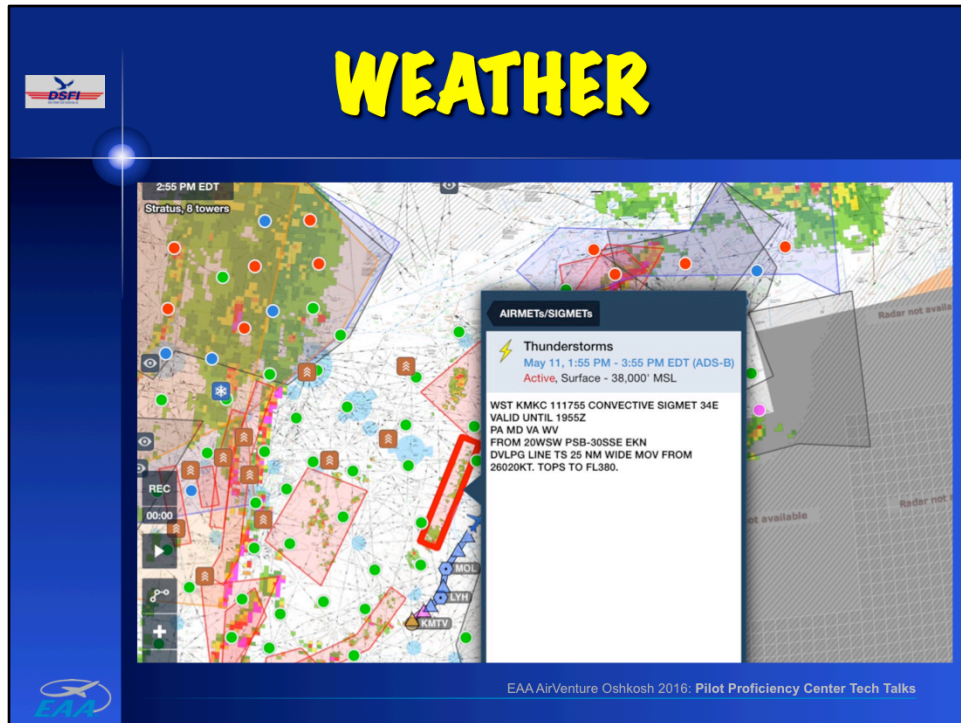 WEATHER
DSFI
2:55 PM EDT
Stratus, 8 towers
AIRMETs/SIGMETs
Radar not availa
Thunderstorms
May 11, 1:55 PM - 3:55 PM EDT (ADS-B)
Active, Surface - 38,000' MSL
WST KMKC 111755 CONVECTIVE SIGMET 34E
VALID UNTIL 1955Z
PA MD VA WV
FROM 20WSW PSB-30SSE EKN
DVLPG LINE TS 25 NM WIDE MOV FROM
26020KT. TOPS TO FL380.
REC
00:00
Radar not a
ot available
MOL
LYH
KMTV
EAA AirVenture Oshkosh 2016: Pilot Proficiency Center Tech Talks
EAA